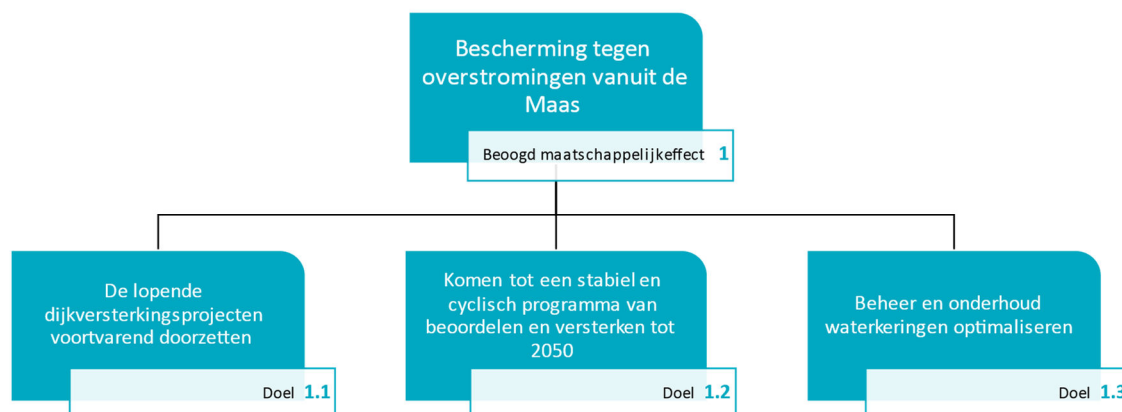 Bescherming tegen
overstromingen vanuit de
Maas
Beoogd maatschappelijkeffect 1
De lopende
dijkversterkingsprojecten
voortvarend doorzetten
Doel 1.1
Komen tot een stabiel en
cyclisch programma van
beoordelen en versterken tot
2050
Doel 1.2
Beheer en onderhoud
waterkeringen optimaliseren
Doel 1.3